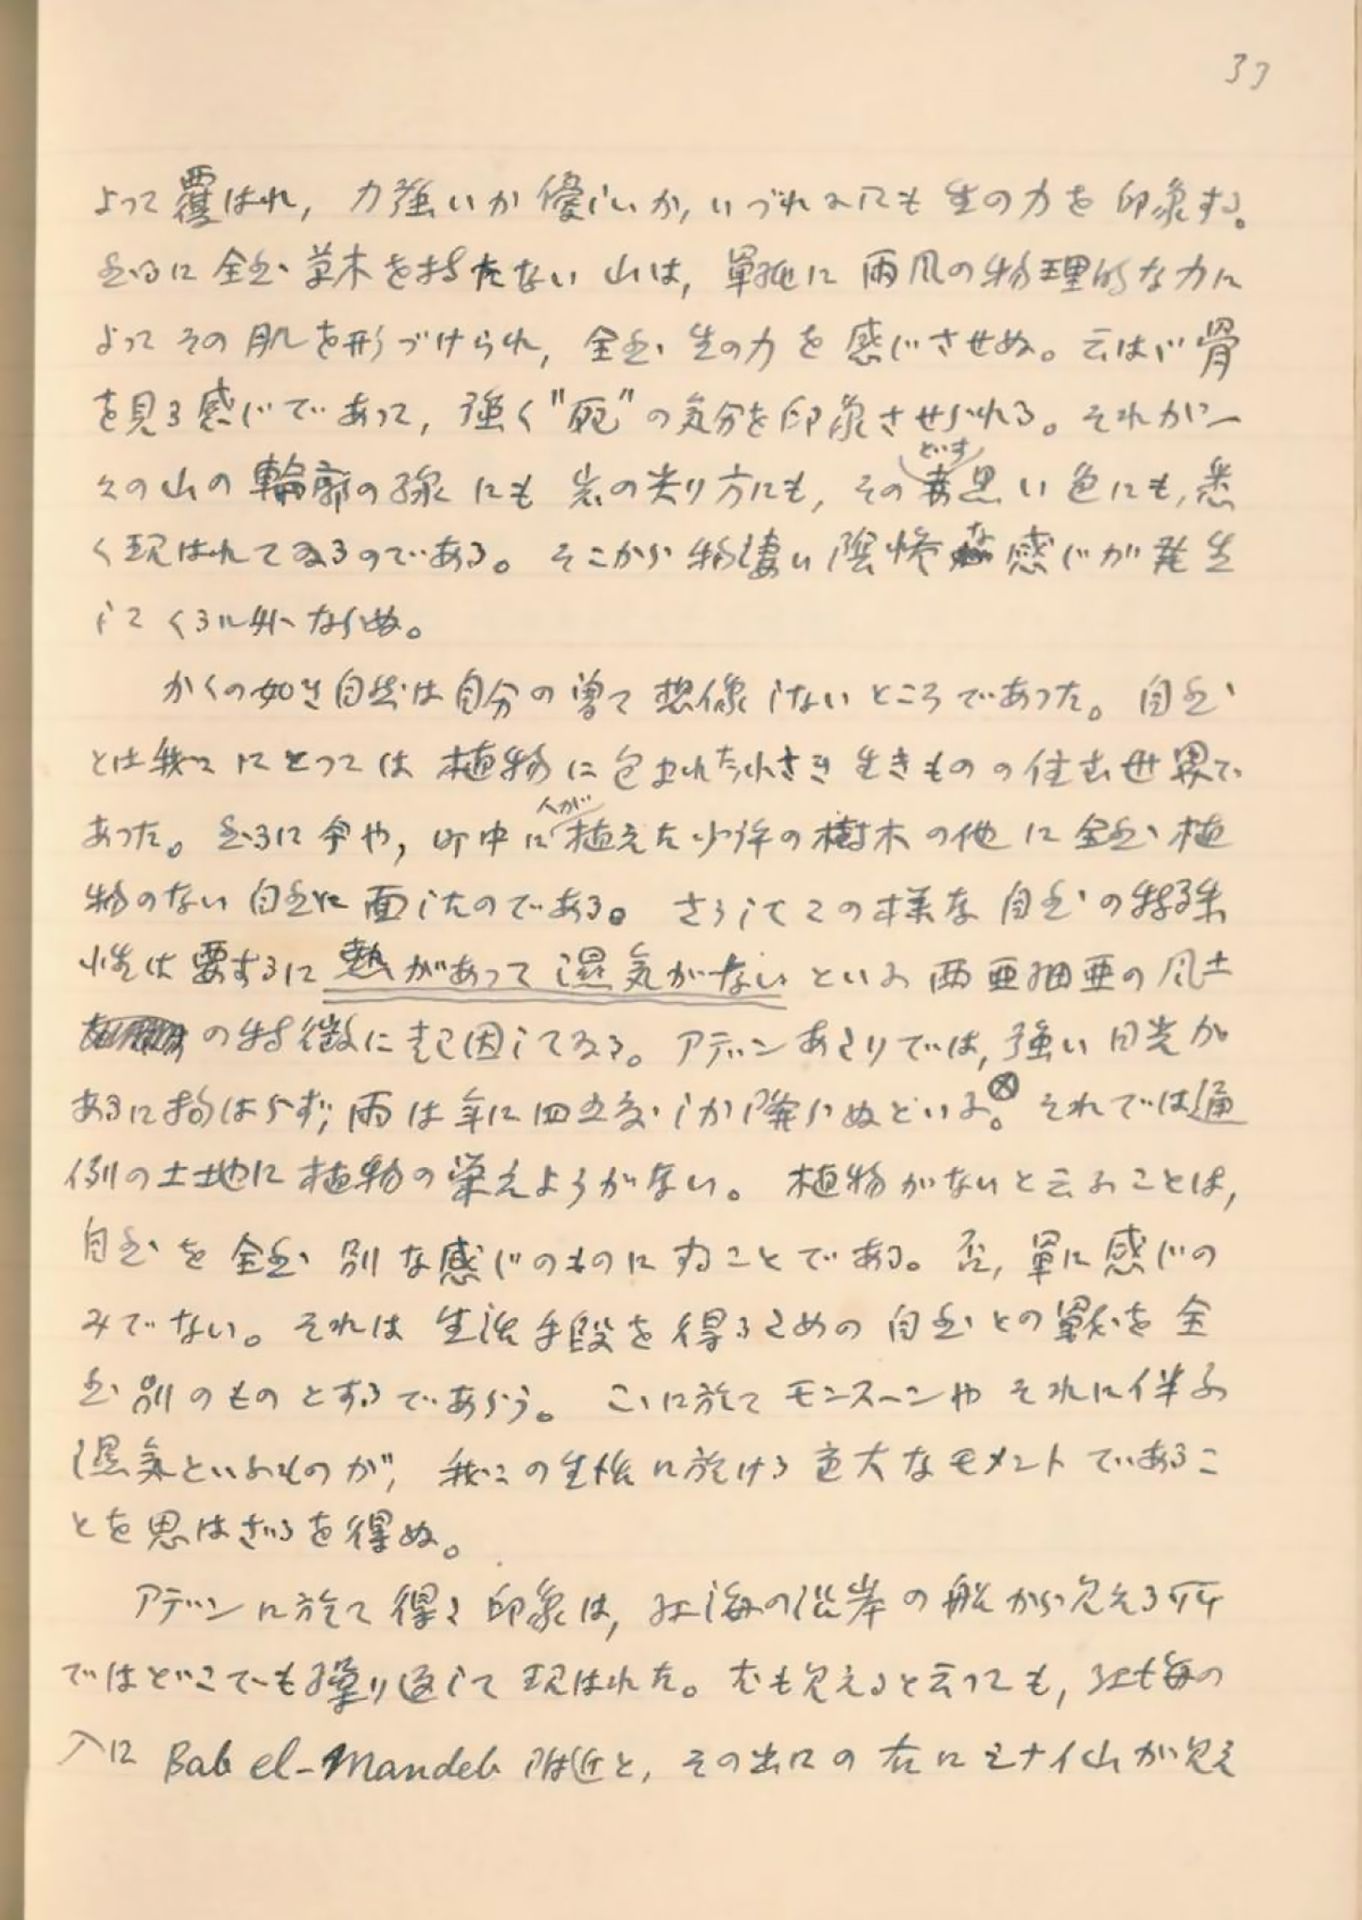 37
よって覆はれ, 力強いか優しいか, いづれにしても生の力を印象する。
然るに全然草木を持たない山は, 単純に雨風の物理的な力に
よってその肌を形づけられ, 全然生の力を感じさせぬ。云はゞ骨
を見る感じであって, 強く"死"の気分を印象させられる。それが一
々の山の輪廓の線にも岩の尖り方にも, その
どす
黒い色にも, 悉
く現はれてゐるのである。そこから物凄い陰惨な感じが発生
してくるに外ならぬ。
かくの如き自然は自分の曽て想像しないところであつた。自然
とは我々にとつては植物に包まれた小さき生きものの住む世界で
あつた。然るに今や, 町中に
人が
植えた少許の樹木の他に全然植
物のない自然に面したのである。さうしてこの様な自然の特殊
性は要するに熱があって湿気がないといふ西亜細亜の風土
の特徴に起因してゐる。アデンあたりでは, 強い日光が
あるに拘はらず, 雨は年に四五度しか降らぬといふ。それでは通
例の土地に植物の栄えようがない。植物がないと云ふことは,
自然を全然別な感じのものにすることである。否, 単に感じの
みでない。それは生活手段を得るための自然との戦を全
然別のものとするであらう。こゝに於てモンスーンやそれに伴ふ
湿気といふものが, 我々の生活に於ける重大なモメントであるこ
とを思はざるを得ぬ。
アデンに於て得た印象は, 紅海の沿岸の船から見える所
ではどこでも繰り返して現はれた。尤も見えると云つても, 紅海の
入口 Bab el-Mandeb 附近と, その出口の右にシナイ山が見え